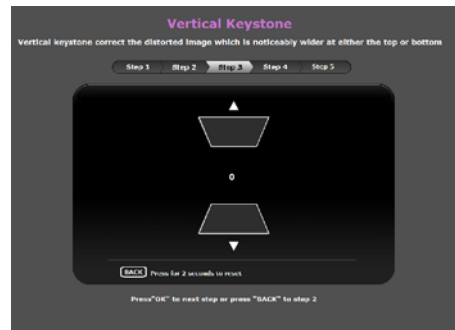 Vertical Keystone
Vertical keystone correct the distorted image which is noticeably wider at either the top or bottom
Step 1 Step 2 Step 3 Step 4 Step 5
0
BACK Press for 2 seconds to reset
Press"OK" to next step or press "BACK" to step 2